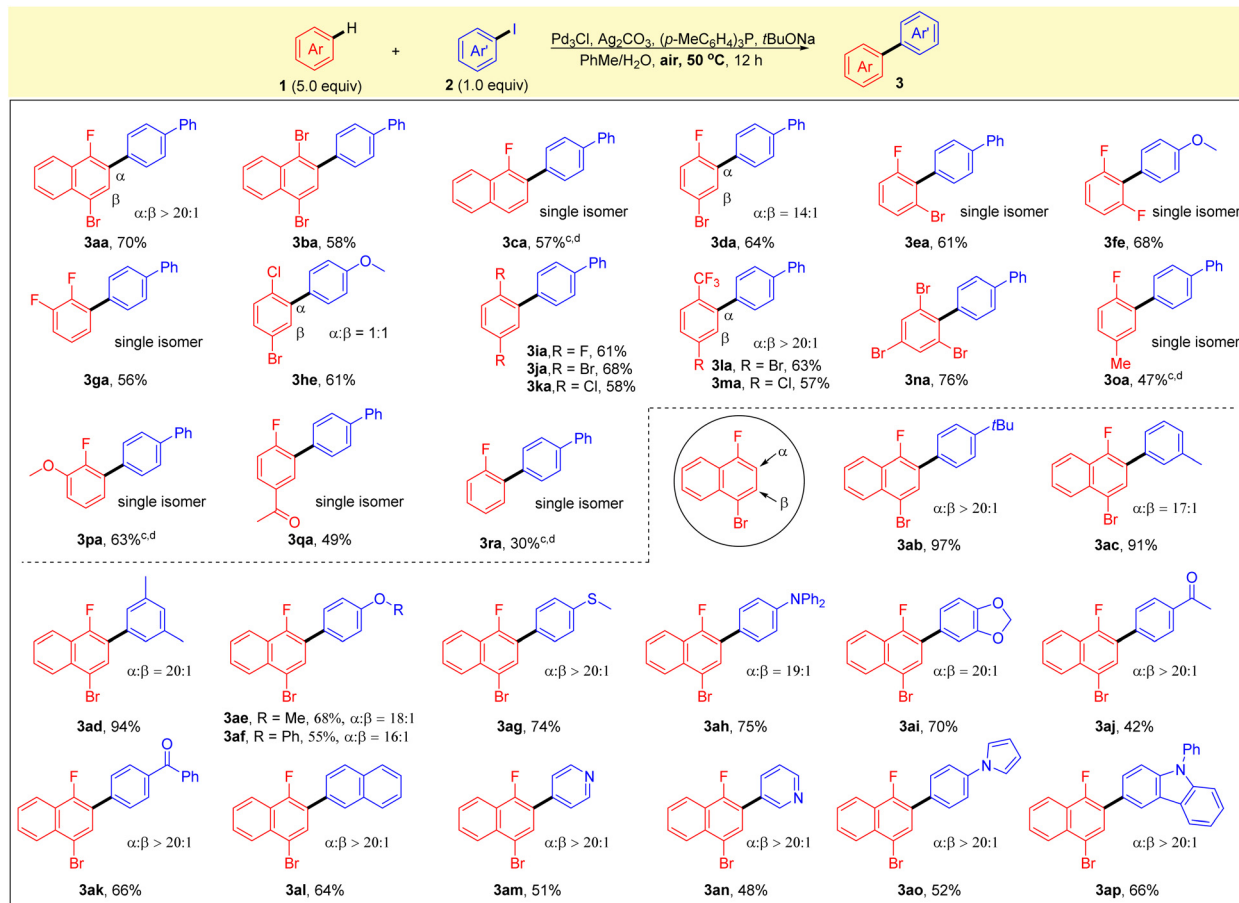 H
Ar
1 (5.0 equiv)
+
I
Ar'
2 (1.0 equiv)
Pd₃Cl, Ag₂CO₃, (p-MeC₆H₄)₃P, tBuONa
PhMe/H₂O, air, 50 °C, 12 h
Ar'
Ar
3
F
Ph
α
β
Br
α:β > 20:1
3aa, 70%
Br
Ph
Br
3ba, 58%
F
Ph
single isomer
3ca, 57%ᶜ,ᵈ
F
Ph
α
β
Br
α:β = 14:1
3da, 64%
F
Ph
Br
single isomer
3ea, 61%
F
O
F
single isomer
3fe, 68%
F
F
Ph
single isomer
3ga, 56%
Cl
O
α
β
Br
α:β = 1:1
3he, 61%
R
Ph
R
3ia,R = F, 61%
3ja,R = Br, 68%
3ka, R = Cl, 58%
CF₃
Ph
α
β
R
α:β > 20:1
3la, R = Br, 63%
3ma, R = Cl, 57%
Br
Ph
Br
Br
3na, 76%
F
Ph
Me
single isomer
3oa, 47%ᶜ,ᵈ
O
F
Ph
single isomer
3pa, 63%ᶜ,ᵈ
F
Ph
O
single isomer
3qa, 49%
F
Ph
single isomer
3ra, 30%ᶜ,ᵈ
F
α
β
Br
F
tBu
Br
α:β > 20:1
3ab, 97%
F
Br
α:β = 17:1
3ac, 91%
F
Br
α:β = 20:1
3ad, 94%
F
O
R
Br
3ae, R = Me, 68%, α:β = 18:1
3af, R = Ph, 55%, α:β = 16:1
F
S
Br
α:β > 20:1
3ag, 74%
F
NPh₂
Br
α:β = 19:1
3ah, 75%
F
O
O
Br
α:β = 20:1
3ai, 70%
F
O
Br
α:β > 20:1
3aj, 42%
F
O
Ph
Br
α:β > 20:1
3ak, 66%
F
Br
α:β > 20:1
3al, 64%
F
N
Br
α:β > 20:1
3am, 51%
F
N
Br
α:β > 20:1
3an, 48%
F
N
Br
α:β > 20:1
3ao, 52%
Ph
N
F
Br
α:β > 20:1
3ap, 66%